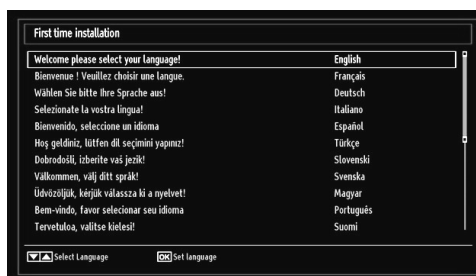 First time installation
Welcome please select your language! English
Bienvenue ! Veuillez choisir une langue. Français
Wählen Sie bitte Ihre Sprache aus! Deutsch
Selezionate la vostra lingua! Italiano
Bienvenido, seleccione un idioma Español
Hoş geldiniz, lütfen dil seçimini yapınız! Türkçe
Dobrodošli, izberite vaš jezik! Slovenski
Välkommen, välj ditt språk! Svenska
Üdvözöljük, kérjük válassza ki a nyelvet! Magyar
Bem-vindo, favor selecionar seu idioma Português
Tervetuloa, valitse kielesi! Suomi
Select Language OK Set language